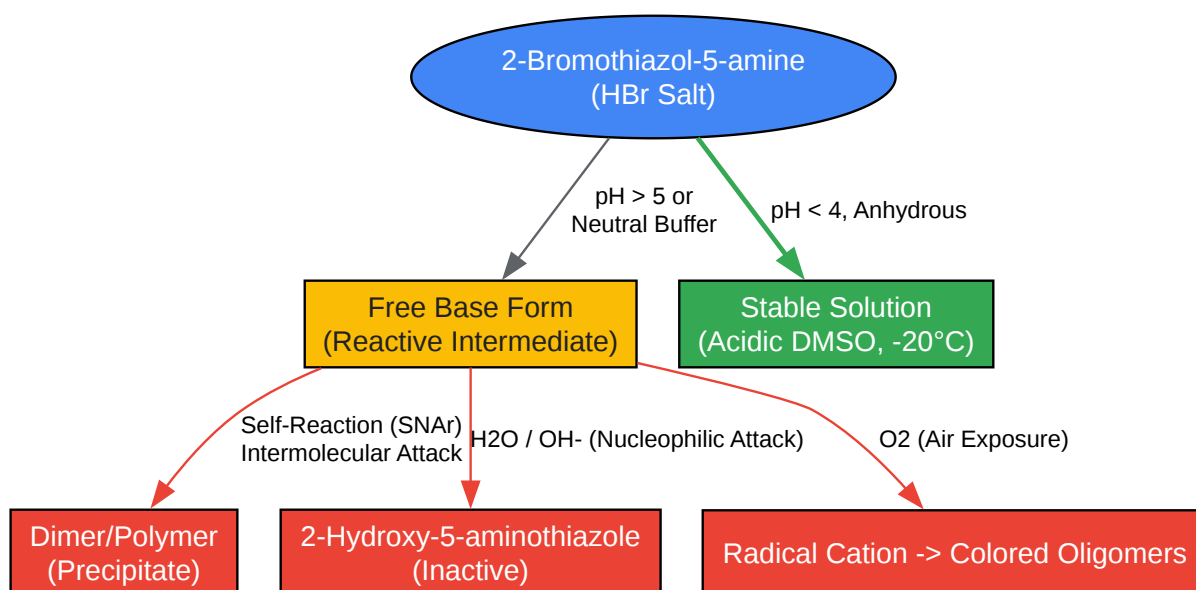 2-Bromothiazol-5-amine
(HBr Salt)
pH > 5 or
Neutral Buffer
pH < 4, Anhydrous
Free Base Form
(Reactive Intermediate)
Stable Solution
(Acidic DMSO, -20°C)
Self-Reaction (SNAr)
Intermolecular Attack
H2O / OH- (Nucleophilic Attack)
O2 (Air Exposure)
Dimer/Polymer
(Precipitate)
2-Hydroxy-5-aminothiazole
(Inactive)
Radical Cation -> Colored Oligomers